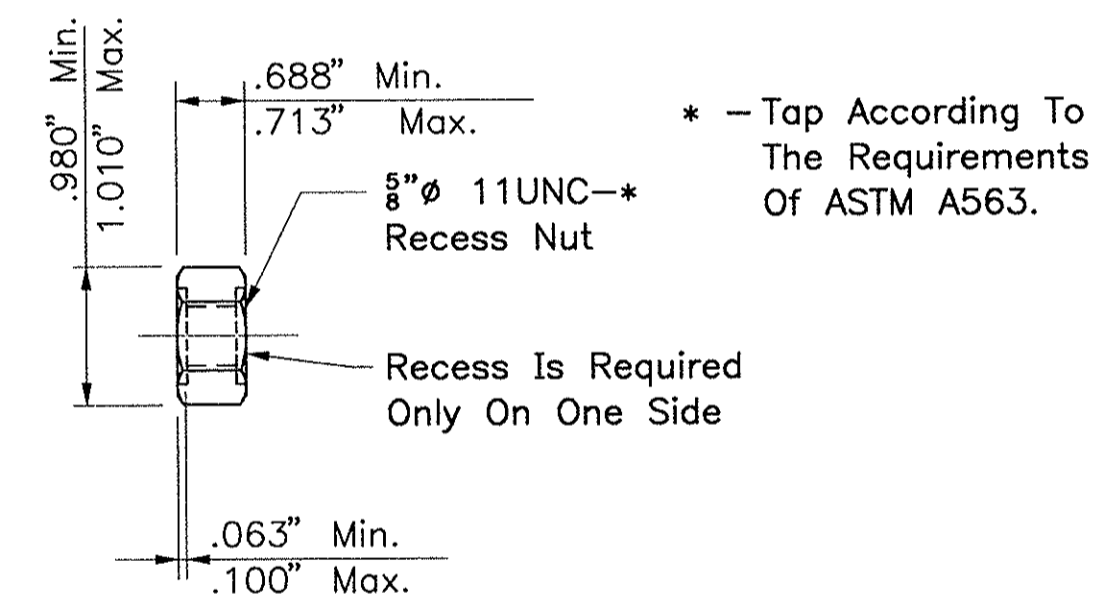 .980” Min.
1.010” Max.
.688” Min.
.713” Max.
* – Tap According To
The Requirements
Of ASTM A563.
5/8”ø 11UNC–*
Recess Nut
Recess Is Required
Only On One Side
.063” Min.
.100” Max.